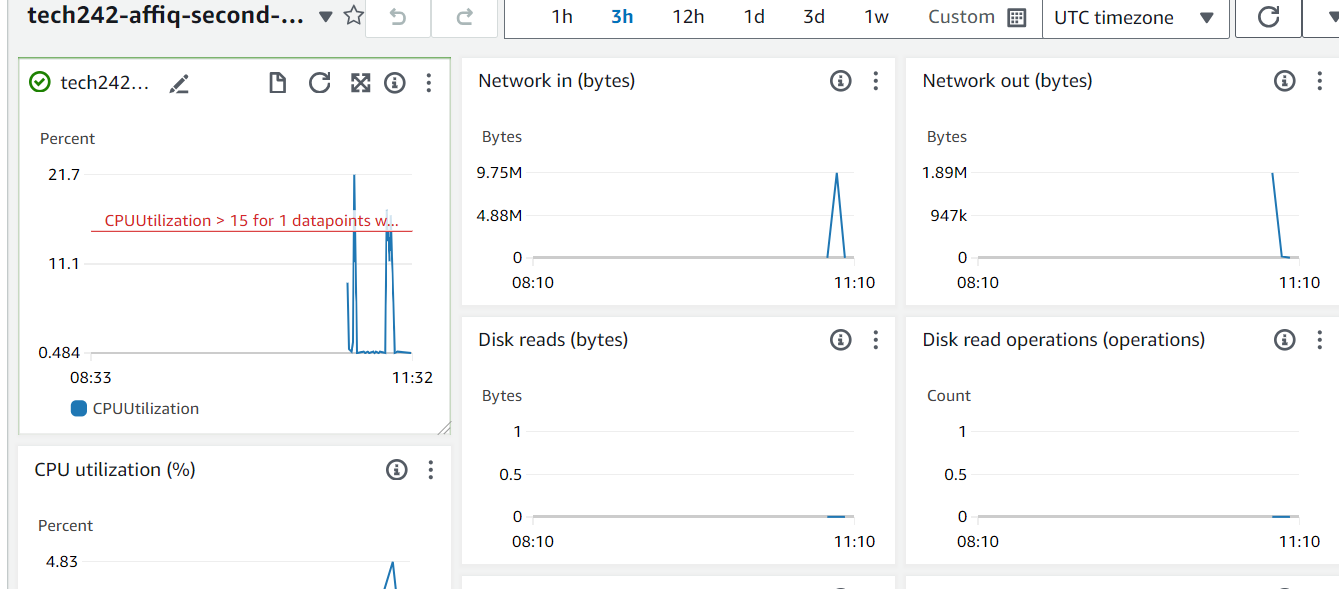 tech242-affiq-second-...
1h 3h 12h 1d 3d 1w Custom UTC timezone
tech242...
Percent
21.7
CPUUtilization > 15 for 1 datapoints w...
11.1
0.484
08:33 11:32
CPUUtilization
Network in (bytes)
Bytes
9.75M
4.88M
0
08:10 11:10
Network out (bytes)
Bytes
1.89M
947k
0
08:10 11:10
Disk reads (bytes)
Bytes
1
0.5
0
08:10 11:10
Disk read operations (operations)
Count
1
0.5
0
08:10 11:10
CPU utilization (%)
Percent
4.83